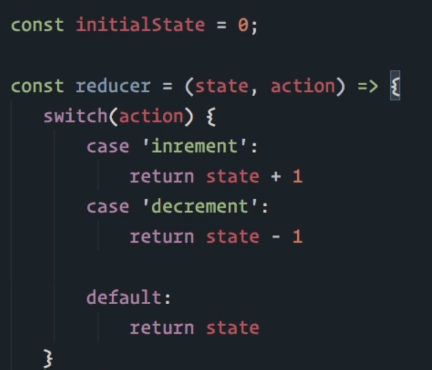 const initialState = 0;
const reducer = (state, action) => {
switch(action) {
case 'inrement':
return state + 1
case 'decrement':
return state - 1
default:
return state
}